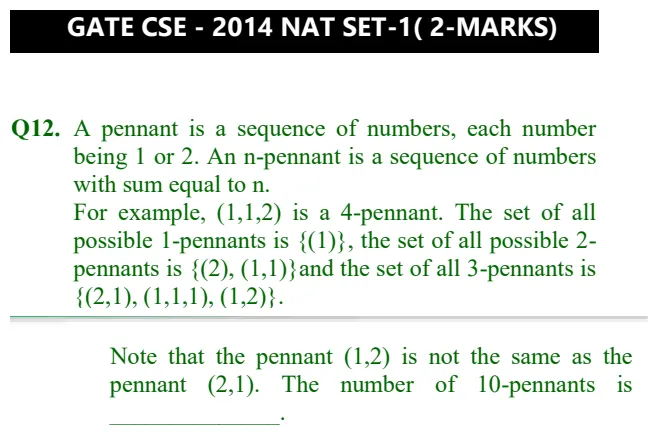 GATE CSE - 2014 NAT SET-1( 2-MARKS)
Q12. A pennant is a sequence of numbers, each number
being 1 or 2. An n-pennant is a sequence of numbers
with sum equal to n.
For example, (1,1,2) is a 4-pennant. The set of all
possible 1-pennants is {(1)}, the set of all possible 2-
pennants is {(2), (1,1)}and the set of all 3-pennants is
{(2,1), (1,1,1), (1,2)}.
Note that the pennant (1,2) is not the same as the
pennant (2,1). The number of 10-pennants is
______________.